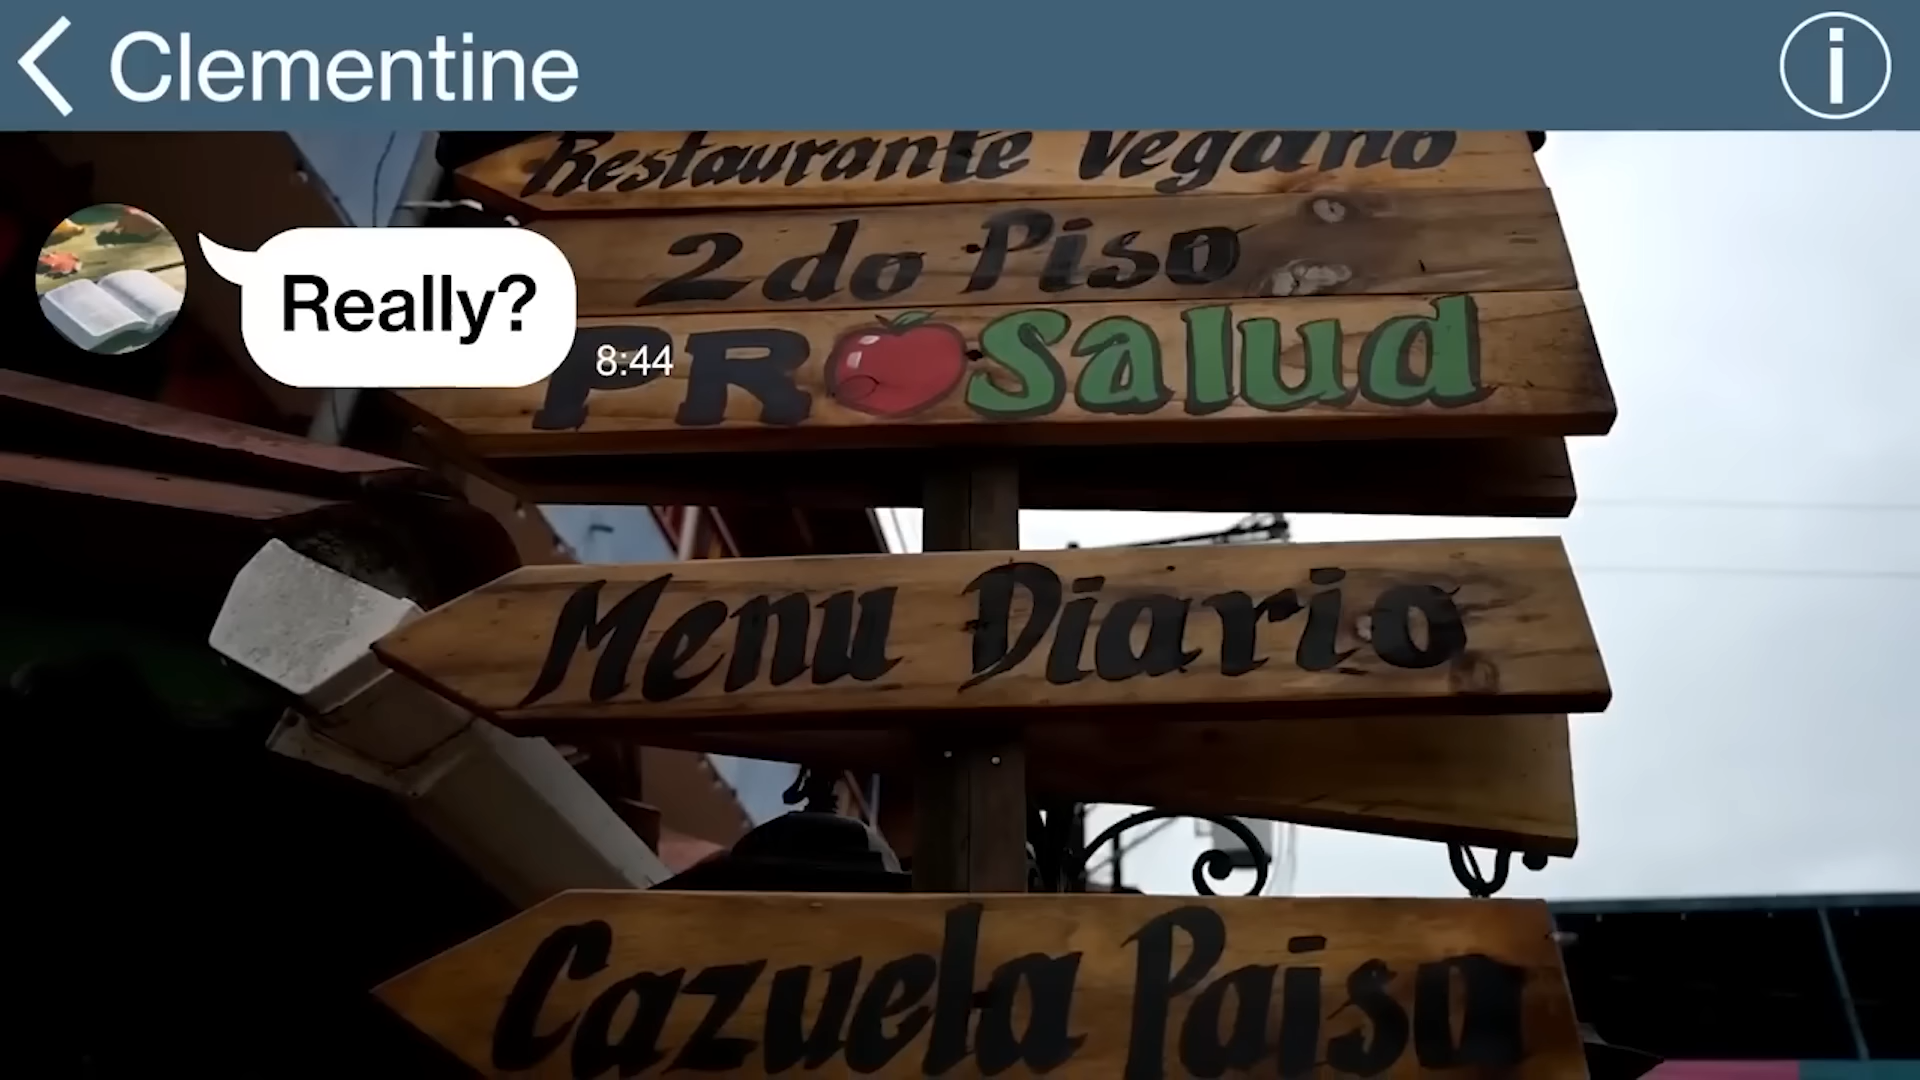 Clementine
Restaurante Vegano
2do Piso
Really?
8:44
PROSalud
Menu Diario
Cazuela Paisa